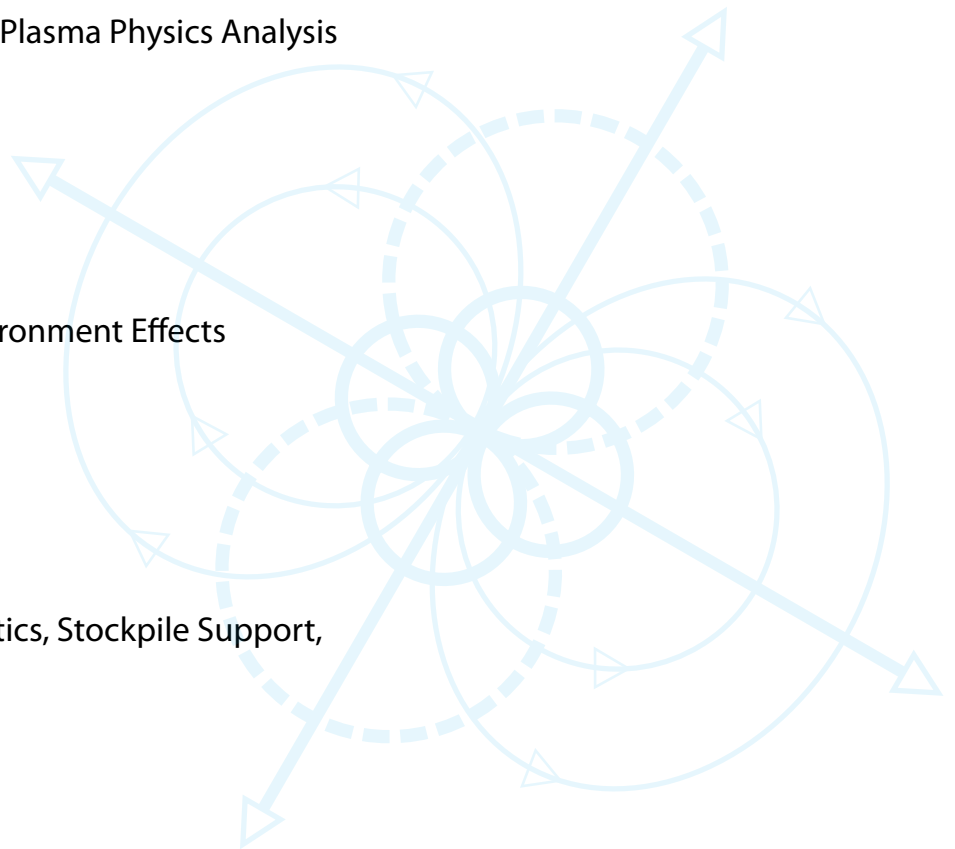 Plasma Physics Analysis
ronment Effects
tics, Stockpile Support,